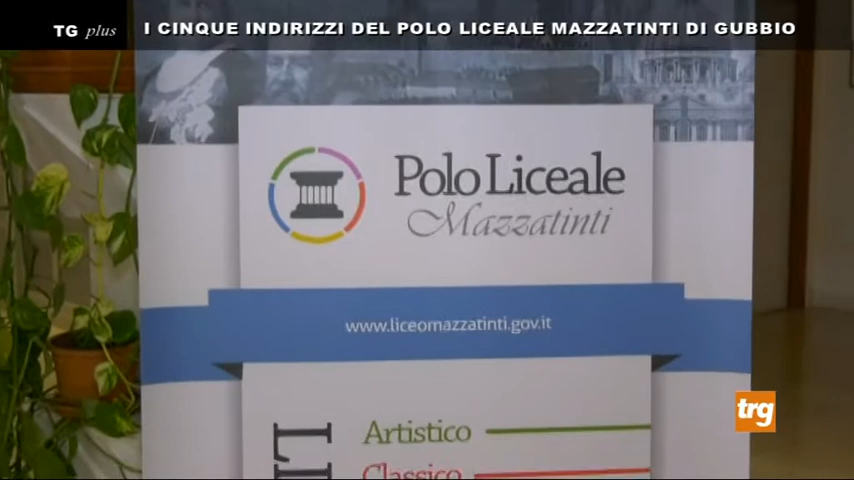 TG plus
I CINQUE INDIRIZZI DEL POLO LICEALE MAZZATINTI DI GUBBIO
Polo Liceale
Mazzatinti
www.liceomazzatinti.gov.it
LI
Artistico
Classico
trg